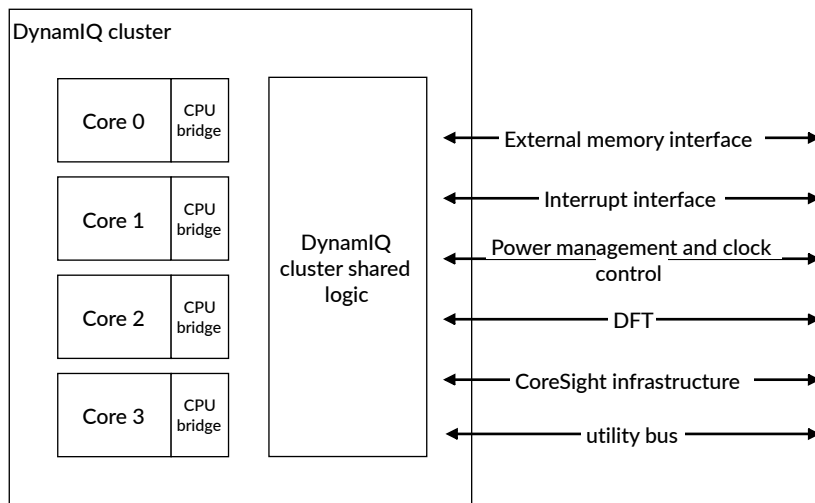 DynamIQ cluster
Core 0
CPU
bridge
Core 1
CPU
bridge
Core 2
CPU
bridge
Core 3
CPU
bridge
DynamIQ
cluster shared
logic
External memory interface
Interrupt interface
Power management and clock
control
DFT
CoreSight infrastructure
utility bus